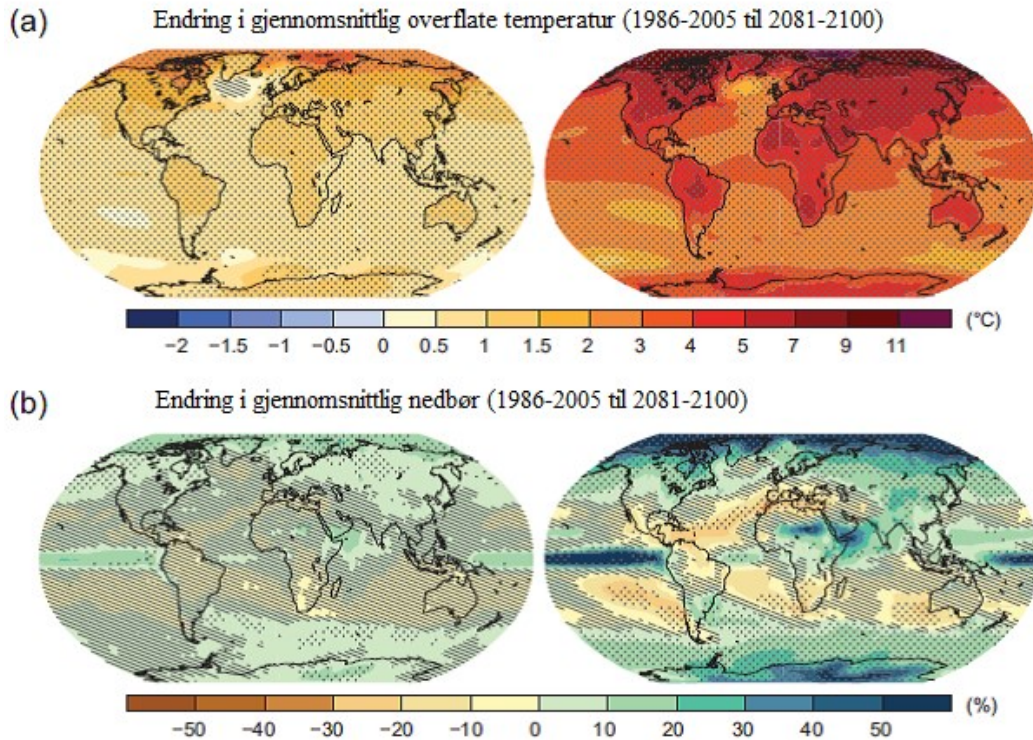 (a) Endring i gjennomsnittlig overflate temperatur (1986-2005 til 2081-2100)
−2 −1.5 −1 −0.5 0 0.5 1 1.5 2 3 4 5 7 9 11 (°C)
(b) Endring i gjennomsnittlig nedbør (1986-2005 til 2081-2100)
−50 −40 −30 −20 −10 0 10 20 30 40 50 (%)